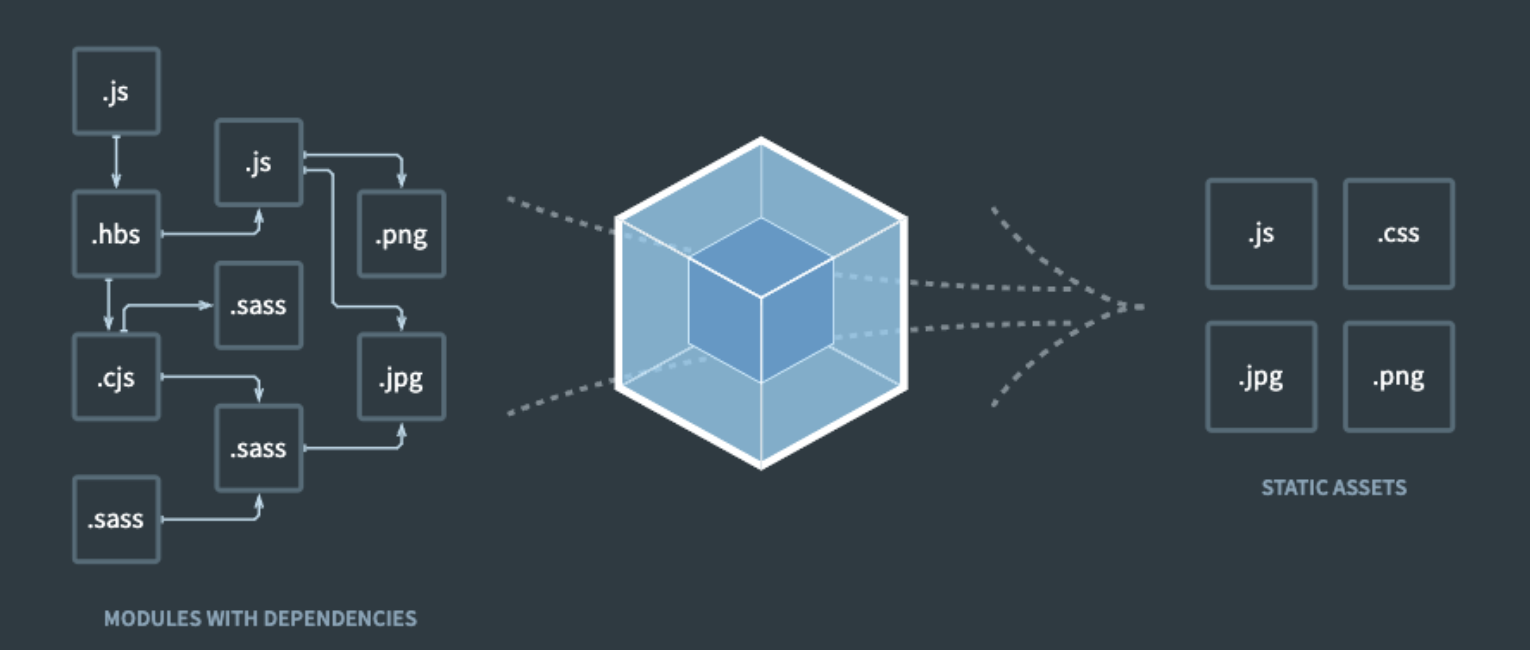 .js
.js
.hbs
.png
.sass
.cjs
.jpg
.sass
.sass
MODULES WITH DEPENDENCIES
.js
.css
.jpg
.png
STATIC ASSETS